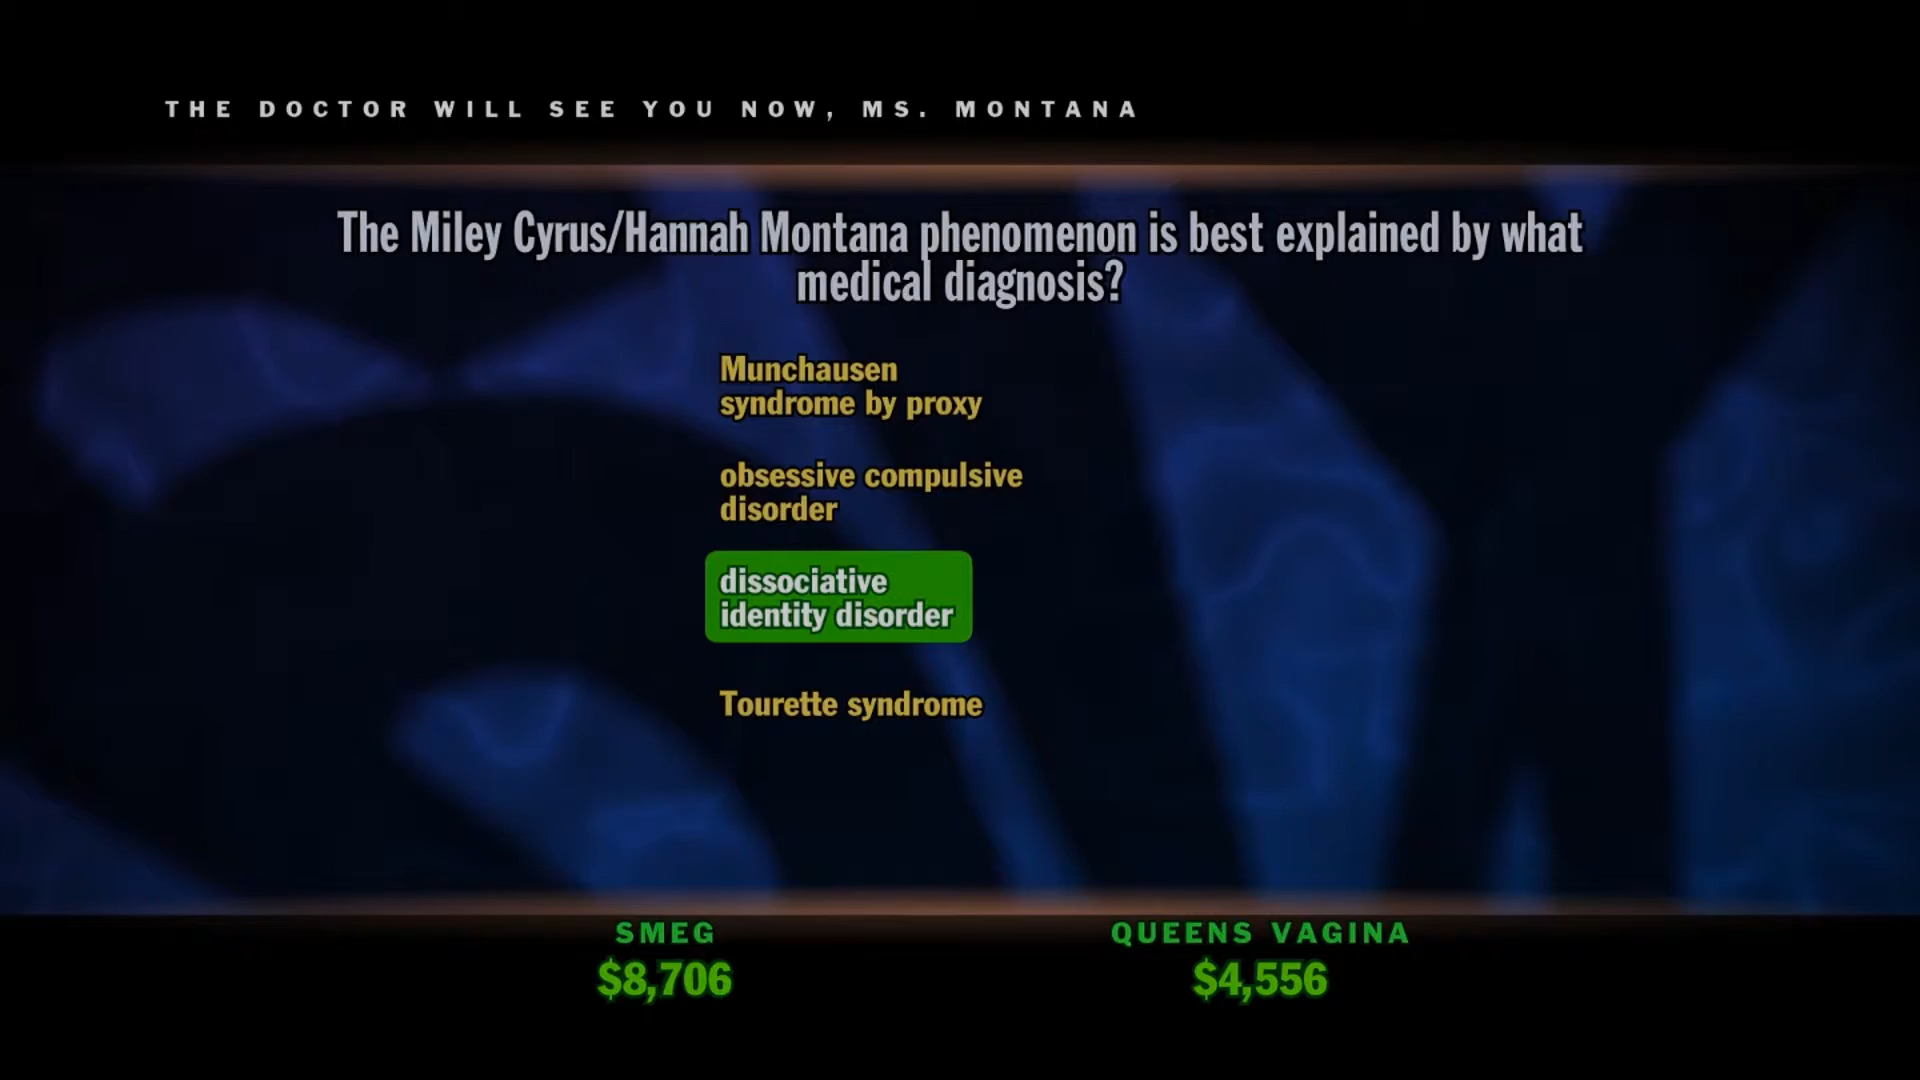 THE DOCTOR WILL SEE YOU NOW, MS. MONTANA
The Miley Cyrus/Hannah Montana phenomenon is best explained by what
medical diagnosis?
Munchausen
syndrome by proxy
obsessive compulsive
disorder
dissociative
identity disorder
Tourette syndrome
SMEG
$8,706
QUEENS VAGINA
$4,556